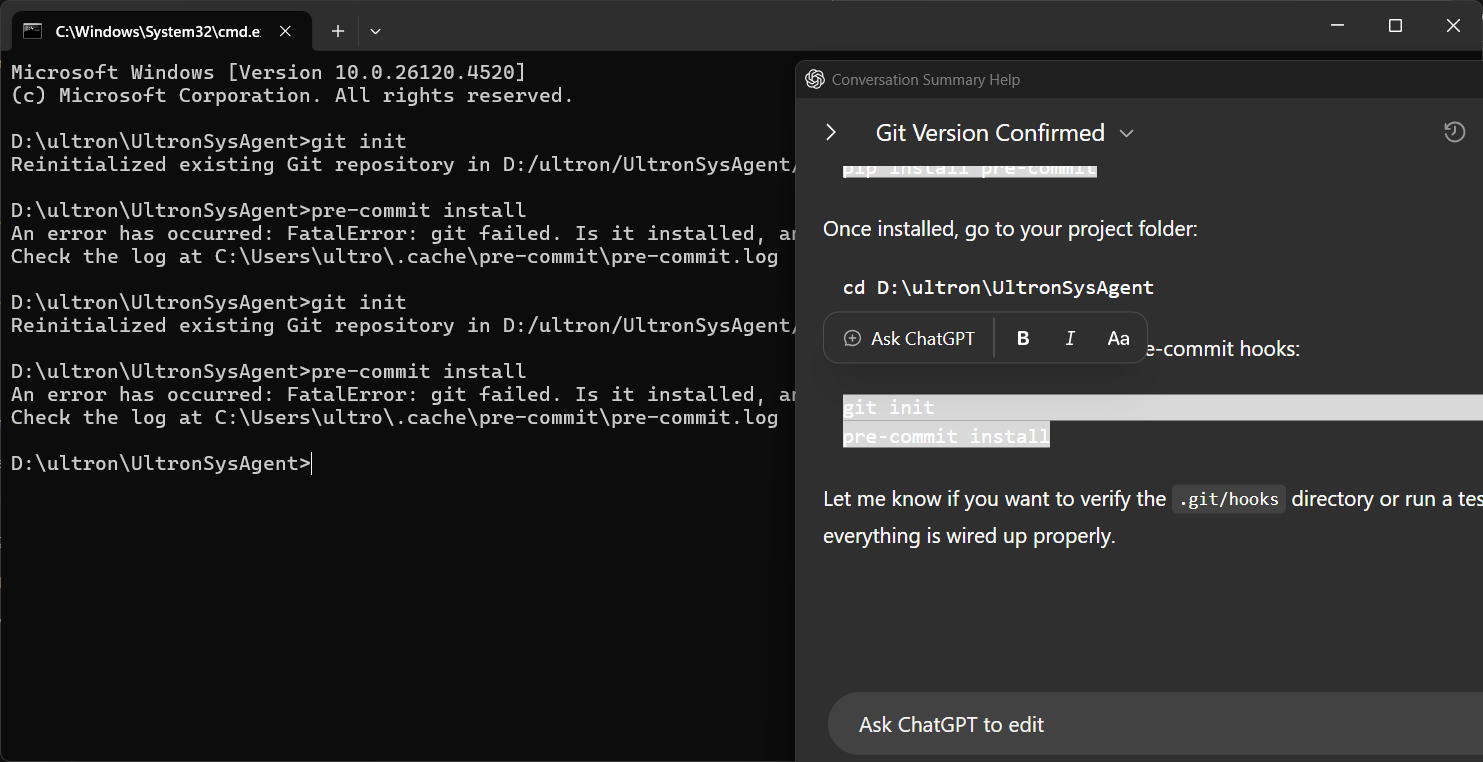 C:\Windows\System32\cmd.e
Microsoft Windows [Version 10.0.26120.4520]
(c) Microsoft Corporation. All rights reserved.
D:\ultron\UltronSysAgent>git init
Reinitialized existing Git repository in D:/ultron/UltronSysAgent/
D:\ultron\UltronSysAgent>pre-commit install
An error has occurred: FatalError: git failed. Is it installed, an
Check the log at C:\Users\ultro\.cache\pre-commit\pre-commit.log
D:\ultron\UltronSysAgent>git init
Reinitialized existing Git repository in D:/ultron/UltronSysAgent/
D:\ultron\UltronSysAgent>pre-commit install
An error has occurred: FatalError: git failed. Is it installed, an
Check the log at C:\Users\ultro\.cache\pre-commit\pre-commit.log
D:\ultron\UltronSysAgent>
Conversation Summary Help
Git Version Confirmed
pip install pre-commit
Once installed, go to your project folder:
cd D:\ultron\UltronSysAgent
Ask ChatGPT B I Aa
e-commit hooks:
git init
pre-commit install
Let me know if you want to verify the .git/hooks directory or run a tes
everything is wired up properly.
Ask ChatGPT to edit